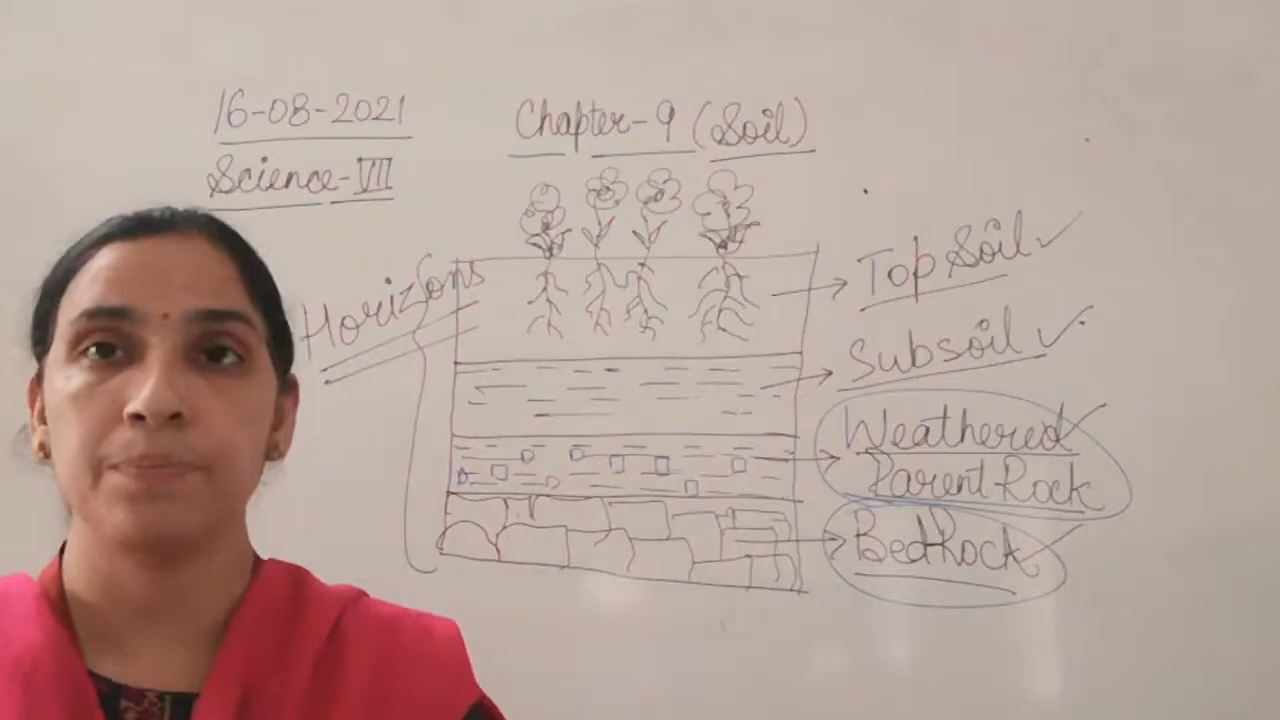 16-08-2021
Science-VII
Chapter-9 (Soil)
Horizons
Top Soil
Subsoil
Weathered
Parent Rock
BedRock